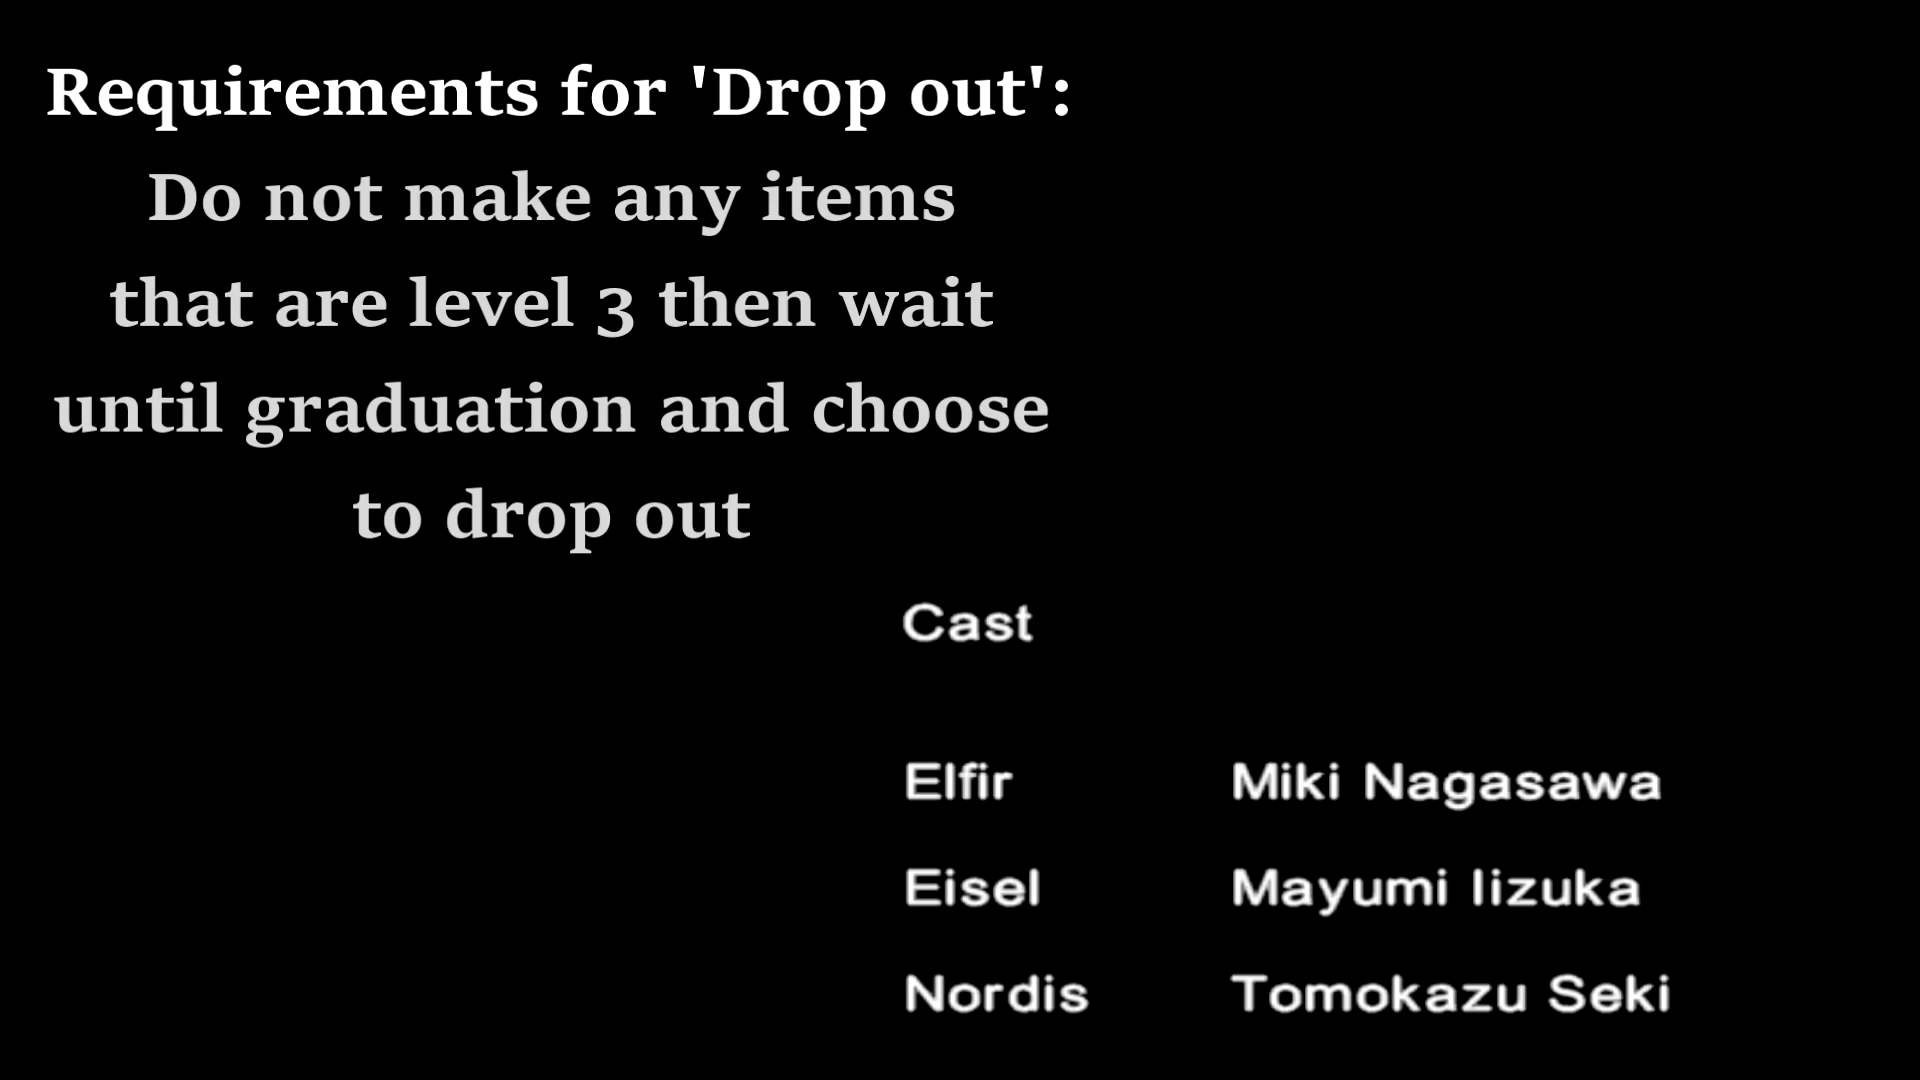 Requirements for 'Drop out':
Do not make any items
that are level 3 then wait
until graduation and choose
to drop out
Cast
Elfir Miki Nagasawa
Eisel Mayumi Iizuka
Nordis Tomokazu Seki